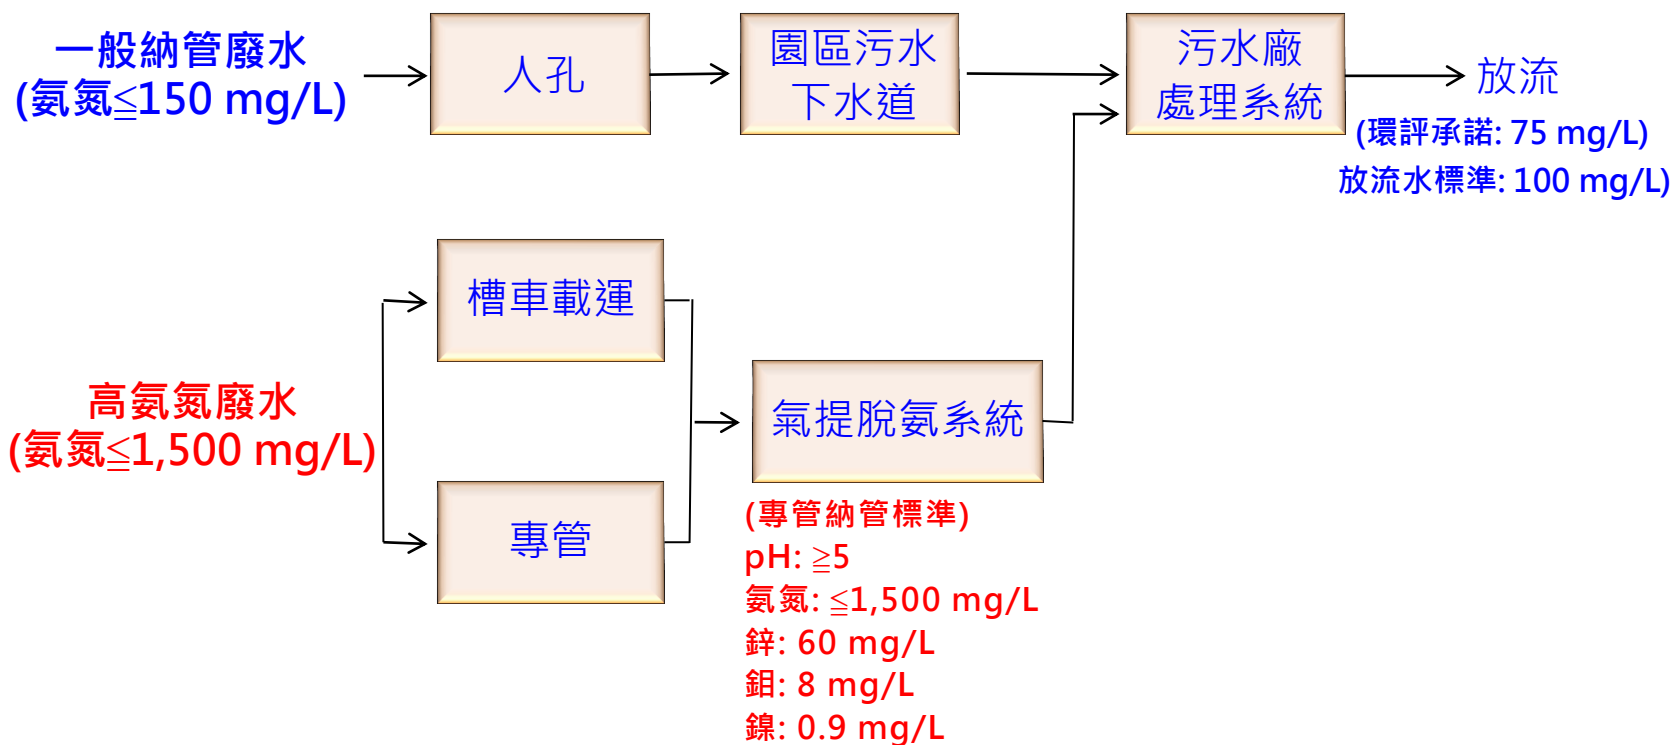 一般納管廢水
(氨氮≦150 mg/L)
人孔
園區污水
下水道
污水廠
處理系統
放流
(環評承諾: 75 mg/L)
放流水標準: 100 mg/L)
高氨氮廢水
(氨氮≦1,500 mg/L)
槽車載運
專管
氣提脫氨系統
(專管納管標準)
pH: ≧5
氨氮: ≦1,500 mg/L
鋅: 60 mg/L
鉬: 8 mg/L
鎳: 0.9 mg/L